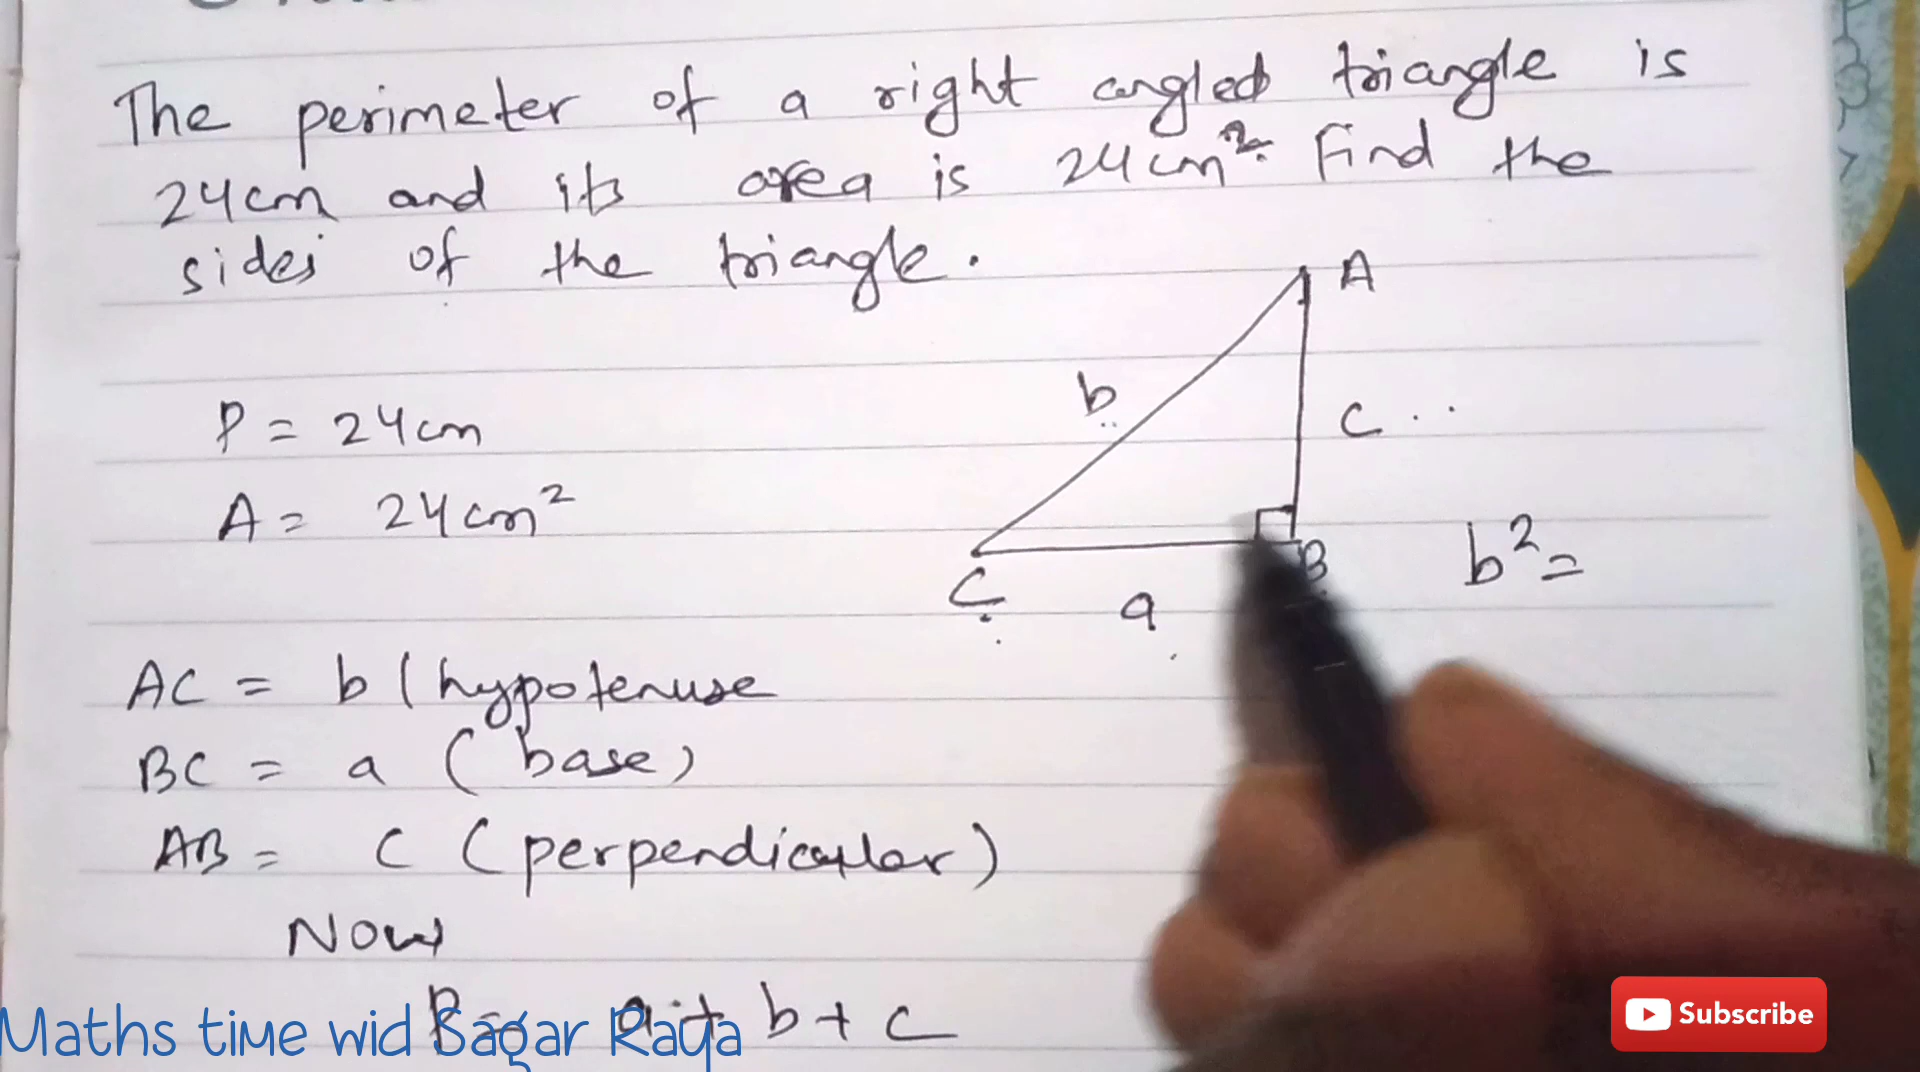 The perimeter of a right angled triangle is
24cm and its area is 24cm². Find the
sides of the triangle.
A
b
c
P = 24cm
A = 24cm²
B
b² =
C
a
AC = b (hypotenuse
BC = a (base)
AB = c (perpendicular)
Now
P = a + b + c
Maths time wid Sagar Raya
Subscribe